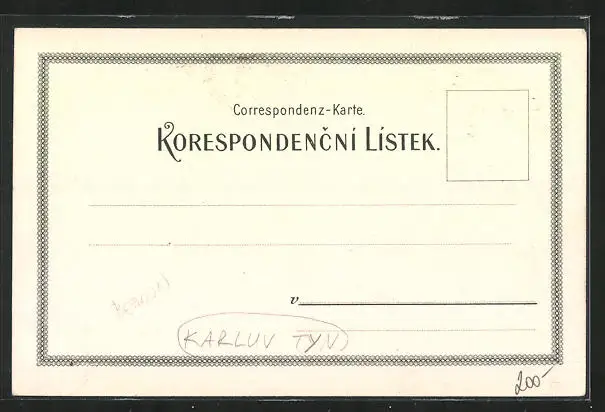 Correspondenz-Karte.
KORESPONDENČNÍ LÍSTEK.
v
KARLUV TYN
200-